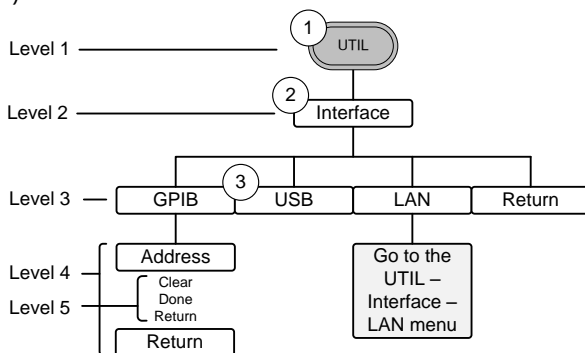 )
1
Level 1
UTIL
2
Level 2
Interface
3
Level 3
GPIB
USB
LAN
Return
Level 4
Address
Level 5
Clear
Done
Return
Return
Go to the
UTIL –
Interface –
LAN menu